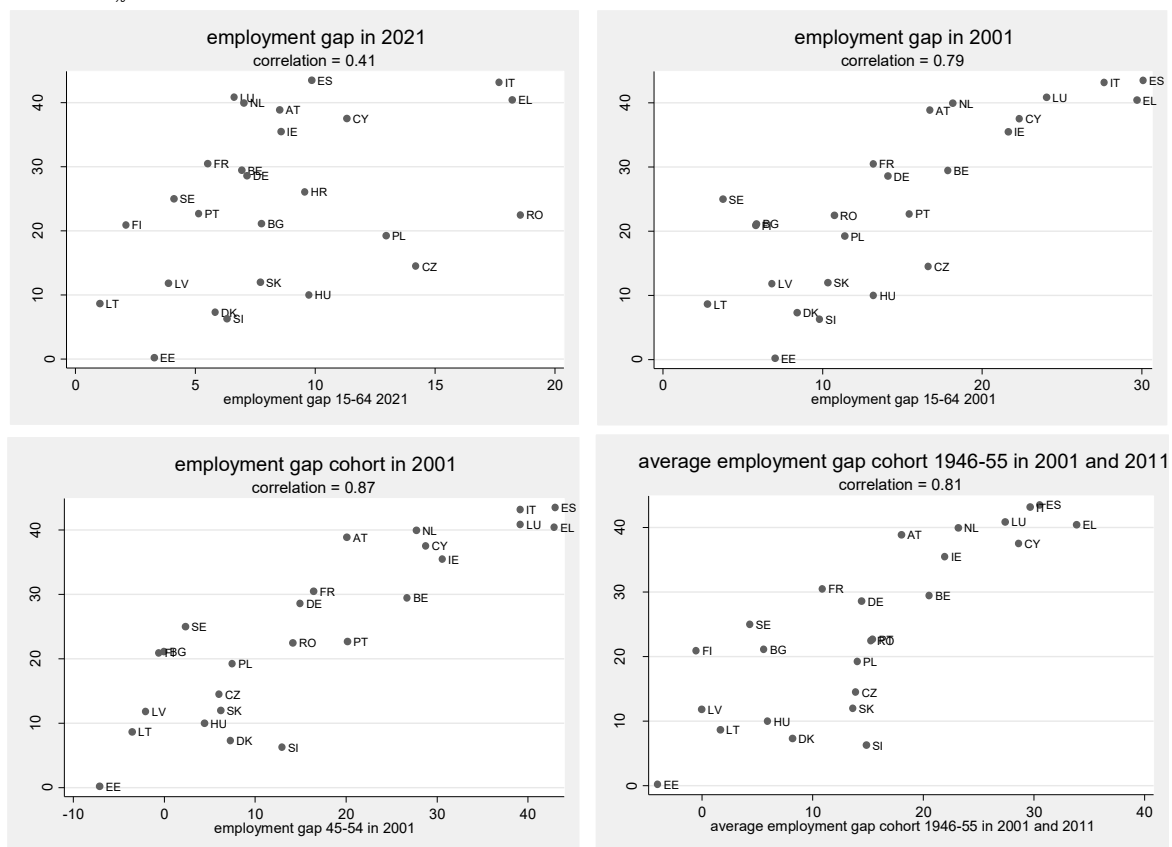 %
employment gap in 2021
correlation = 0.41
40
30
20
10
0
ES
IT
LU
NL
EL
AT
CY
IE
FR
BE
DE
HR
SE
PT
RO
FI
BG
PL
CZ
LV
SK
HU
LT
DK
SI
EE
0 5 10 15 20
employment gap 15-64 2021
employment gap in 2001
correlation = 0.79
40
30
20
10
0
IT
ES
LU
EL
NL
AT
CY
IE
FR
BE
DE
SE
RO
PT
BG
FI
PL
CZ
LV
SK
HU
LT
DK
SI
EE
0 10 20 30
employment gap 15-64 2001
employment gap cohort in 2001
correlation = 0.87
40
30
20
10
0
IT
ES
LU
EL
NL
AT
CY
IE
FR
BE
DE
SE
RO
PT
FI
BG
PL
CZ
SK
LV
HU
LT
DK
SI
EE
-10 0 10 20 30 40
employment gap 45-54 in 2001
average employment gap cohort 1946-55 in 2001 and 2011
correlation = 0.81
40
30
20
10
0
ES
IT
LU
EL
NL
AT
CY
IE
FR
BE
DE
SE
PT
RO
FI
BG
PL
CZ
SK
LV
HU
LT
DK
SI
EE
0 10 20 30 40
average employment gap cohort 1946-55 in 2001 and 2011